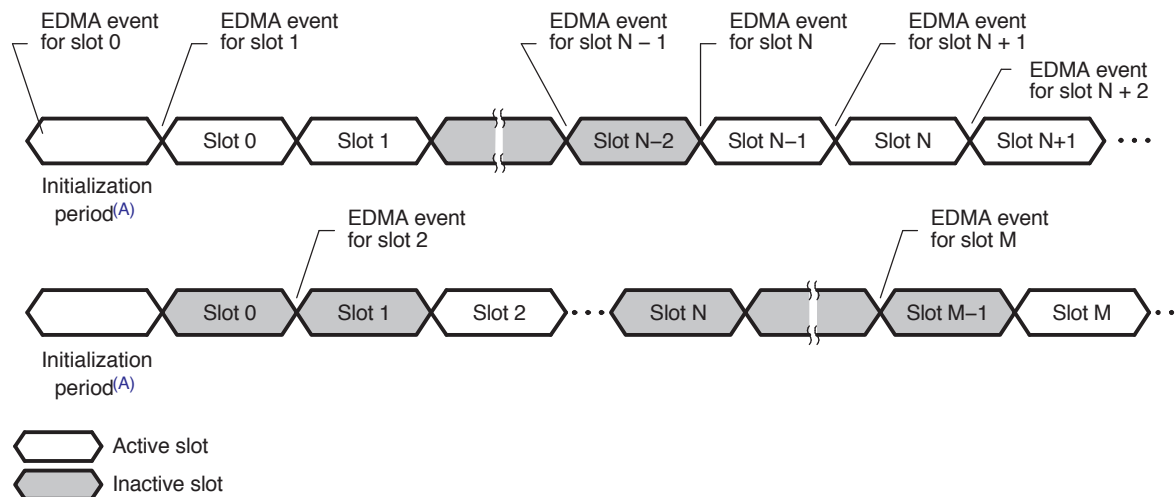 EDMA event
for slot 0
EDMA event
for slot 1
EDMA event
for slot N – 1
EDMA event
for slot N
EDMA event
for slot N + 1
EDMA event
for slot N + 2
Slot 0
Slot 1
Slot N–2
Slot N–1
Slot N
Slot N+1
Initialization
period(A)
EDMA event
for slot 2
EDMA event
for slot M
Slot 0
Slot 1
Slot 2
Slot N
Slot M–1
Slot M
Initialization
period(A)
Active slot
Inactive slot